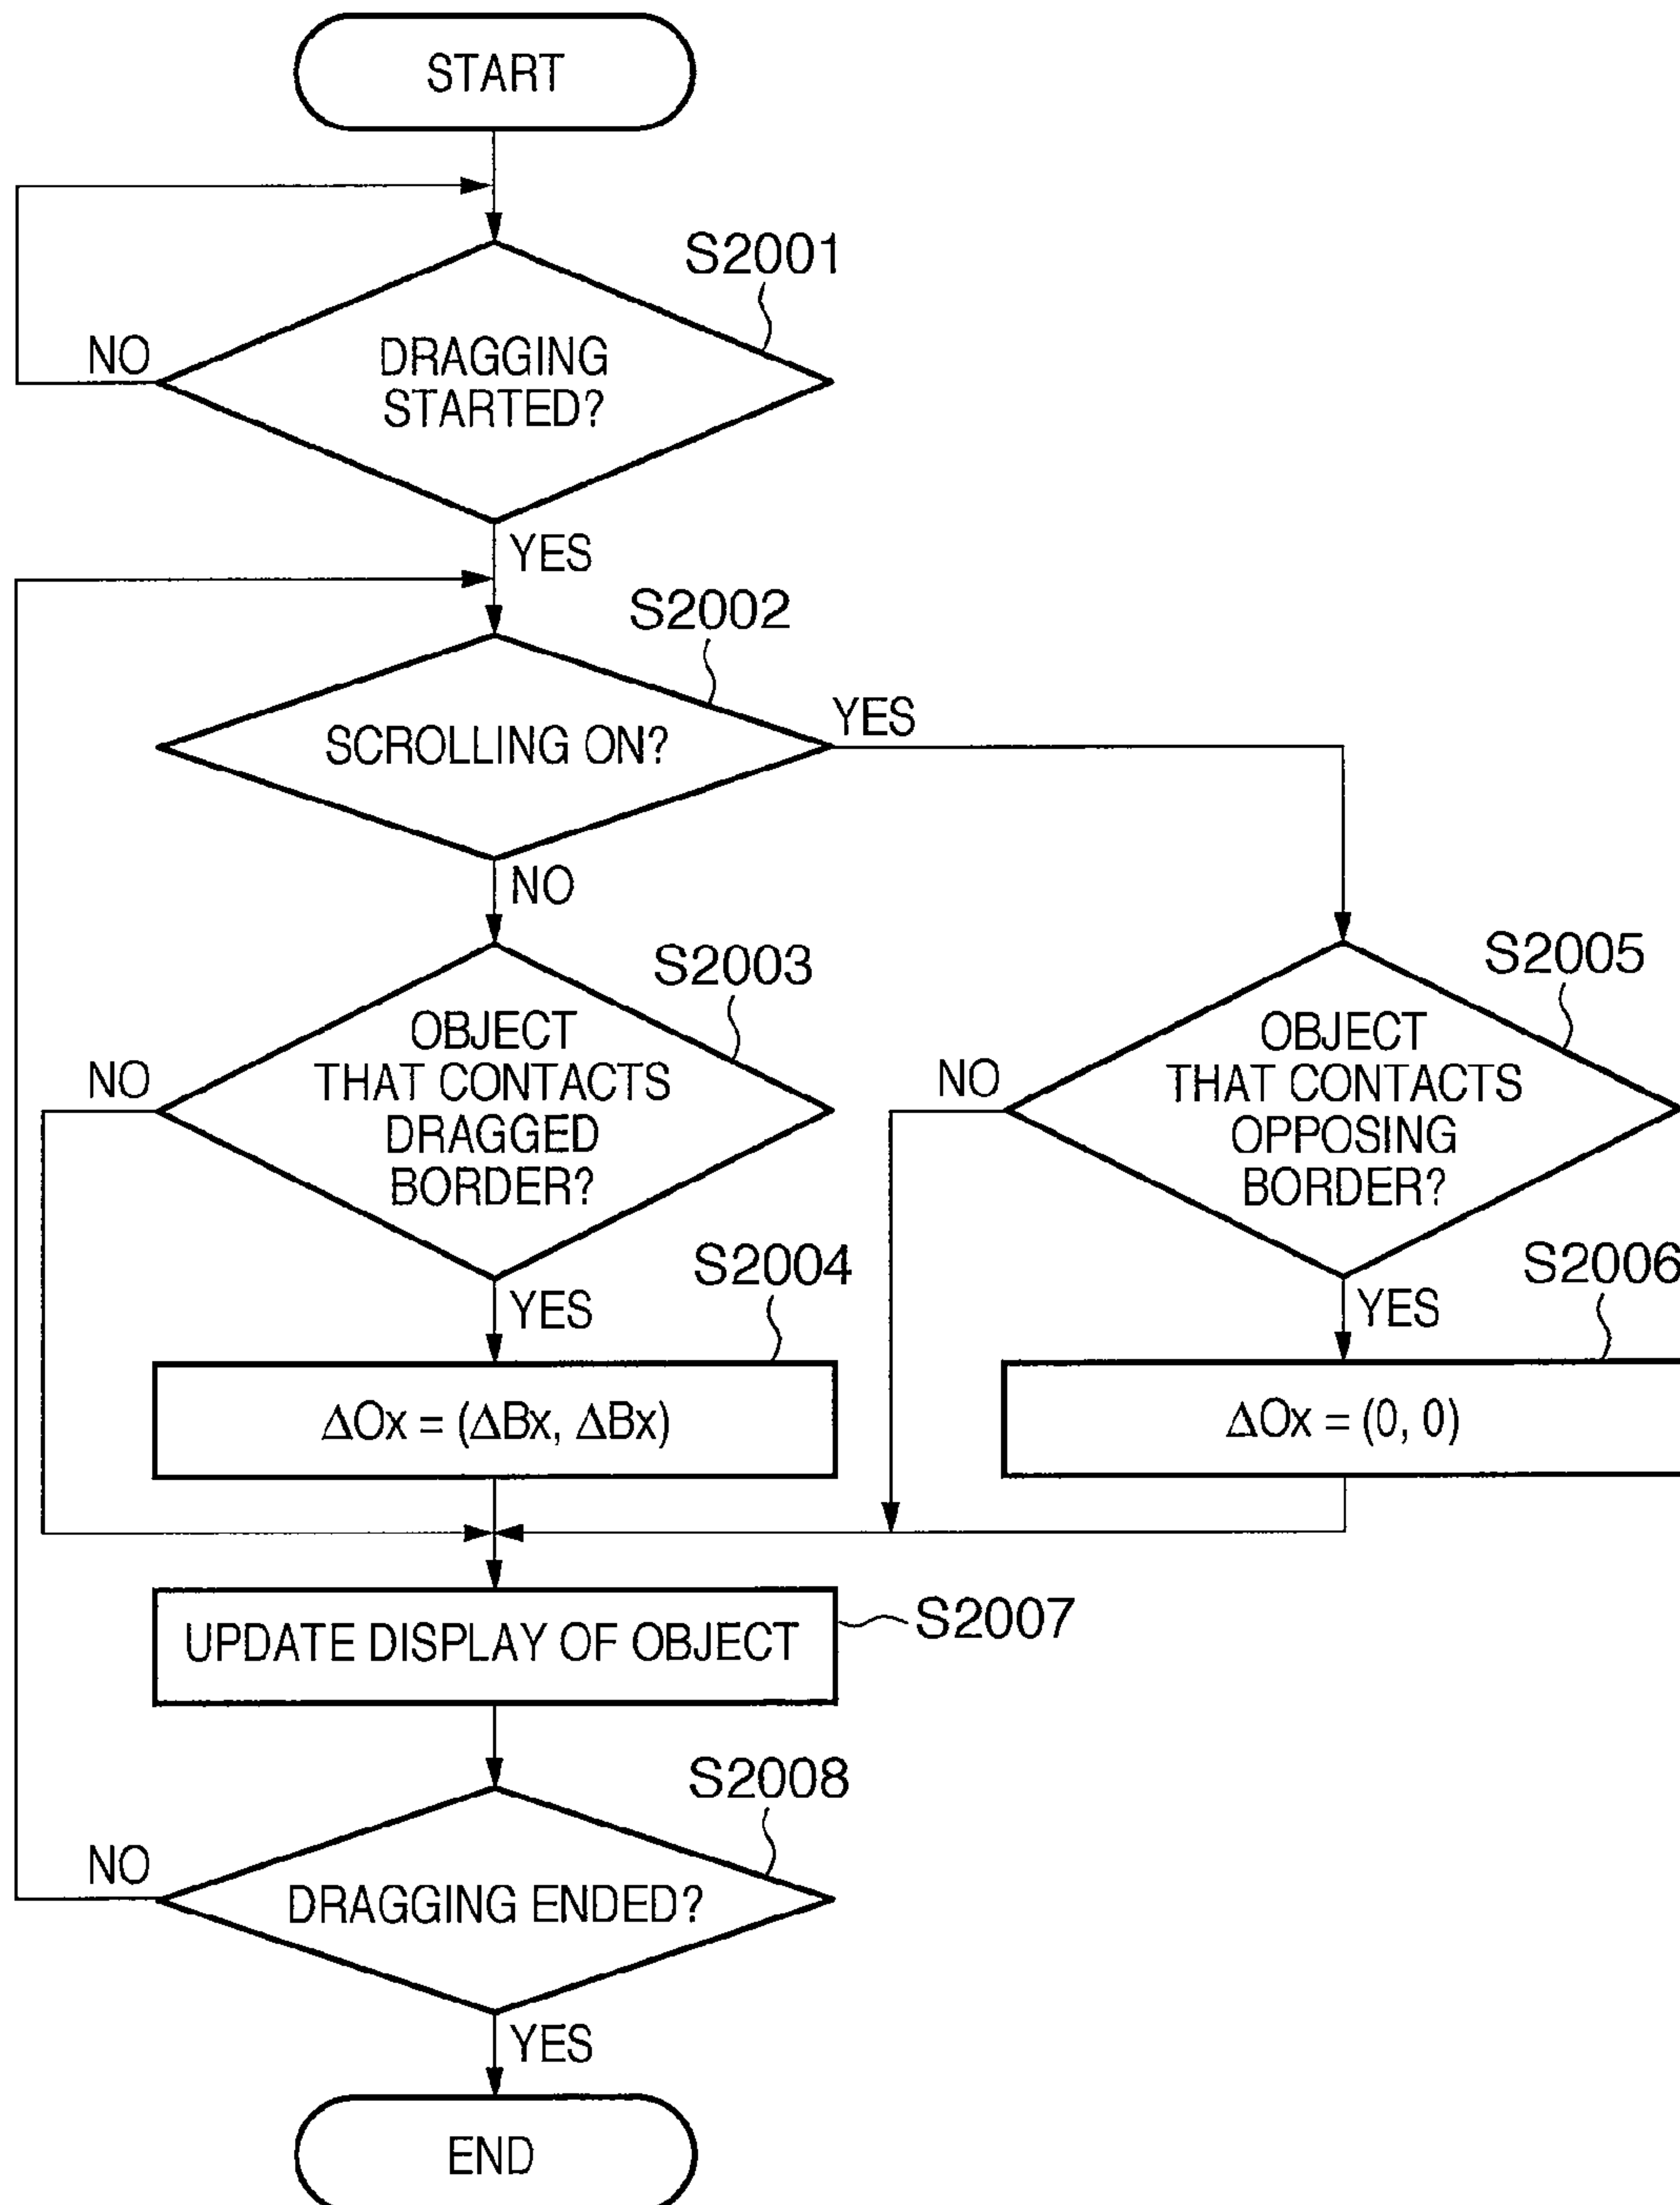 START
S2001
NO
DRAGGING
STARTED?
YES
S2002
YES
SCROLLING ON?
NO
S2003
NO
OBJECT
THAT CONTACTS
DRAGGED
BORDER?
S2005
NO
OBJECT
THAT CONTACTS
OPPOSING
BORDER?
S2004
YES
ΔOx = (ΔBx, ΔBx)
S2006
YES
ΔOx = (0, 0)
UPDATE DISPLAY OF OBJECT
S2007
S2008
NO
DRAGGING ENDED?
YES
END